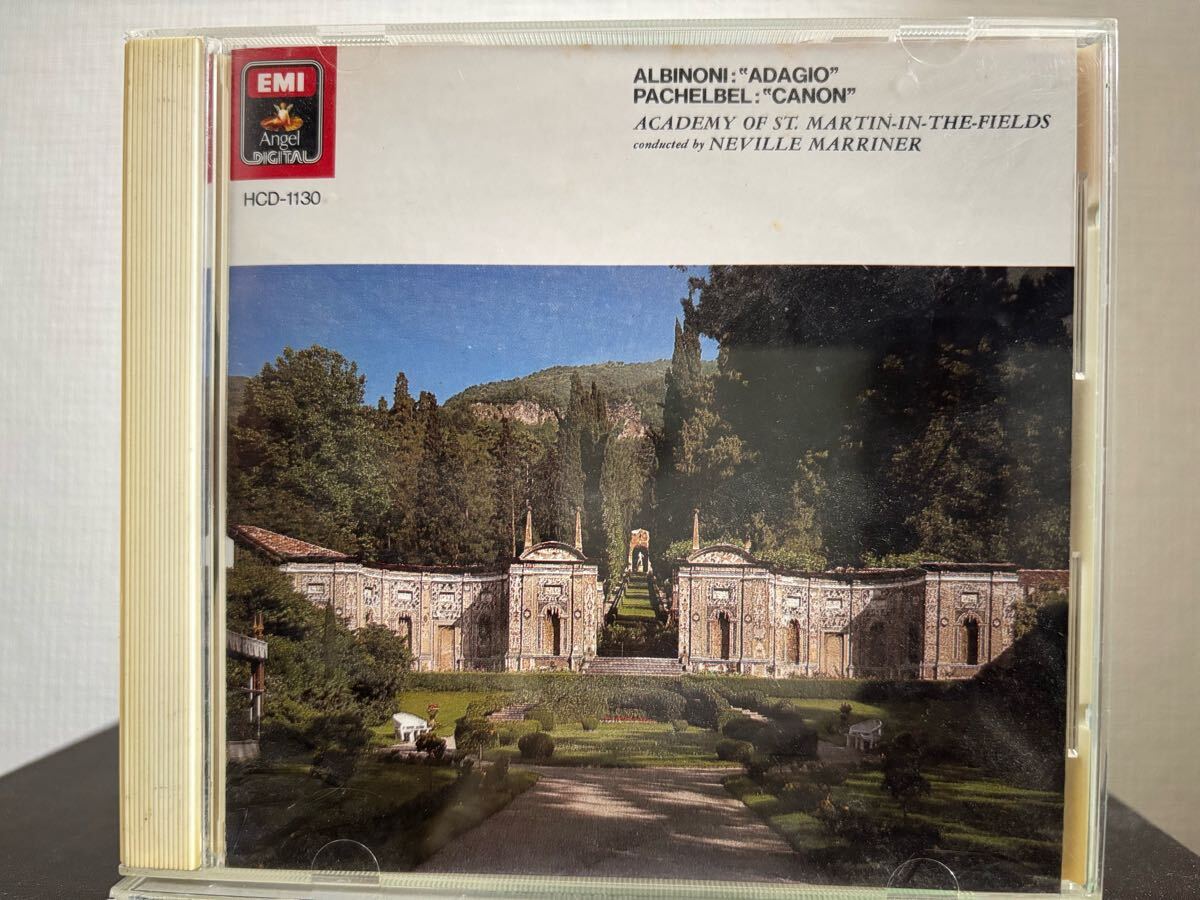 EMI
Angel
DIGITAL
HCD-1130
ALBINONI: "ADAGIO"
PACHELBEL: "CANON"
ACADEMY OF ST. MARTIN-IN-THE-FIELDS
conducted by NEVILLE MARRINER